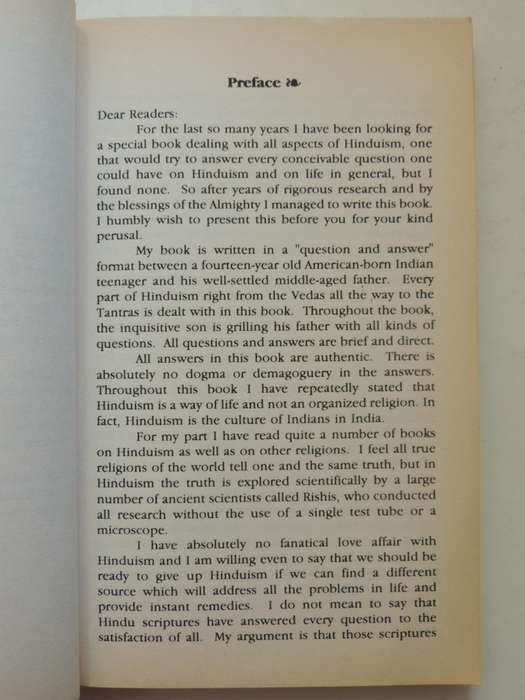 Preface
Dear Readers:
For the last so many years I have been looking for
a special book dealing with all aspects of Hinduism, one
that would try to answer every conceivable question one
could have on Hinduism and on life in general, but I
found none. So after years of rigorous research and by
the blessings of the Almighty I managed to write this book.
I humbly wish to present this before you for your kind
perusal.
My book is written in a "question and answer"
format between a fourteen-year old American-born Indian
teenager and his well-settled middle-aged father. Every
part of Hinduism right from the Vedas all the way to the
Tantras is dealt with in this book. Throughout the book,
the inquisitive son is grilling his father with all kinds of
questions. All questions and answers are brief and direct.
All answers in this book are authentic. There is
absolutely no dogma or demagoguery in the answers.
Throughout this book I have repeatedly stated that
Hinduism is a way of life and not an organized religion. In
fact, Hinduism is the culture of Indians in India.
For my part I have read quite a number of books
on Hinduism as well as on other religions. I feel all true
religions of the world tell one and the same truth, but in
Hinduism the truth is explored scientifically by a large
number of ancient scientists called Rishis, who conducted
all research without the use of a single test tube or a
microscope.
I have absolutely no fanatical love affair with
Hinduism and I am willing even to say that we should be
ready to give up Hinduism if we can find a different
source which will address all the problems in life and
provide instant remedies. I do not mean to say that
Hindu scriptures have answered every question to the
satisfaction of all. My argument is that those scriptures